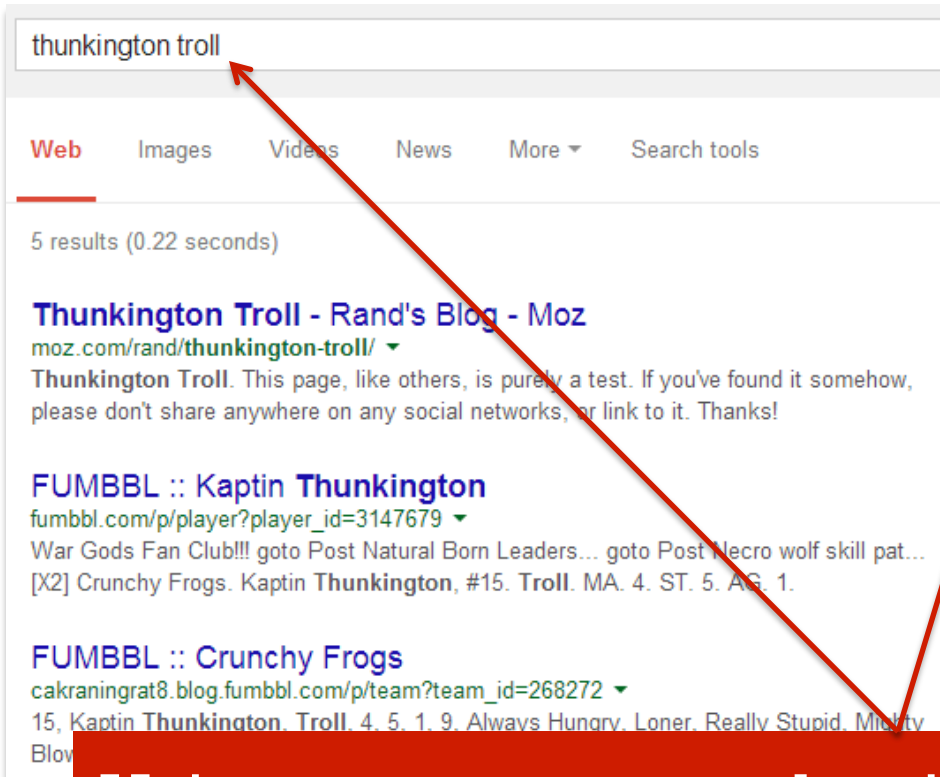 thunkington troll
Web Images Videos News More Search tools
5 results (0.22 seconds)
Thunkington Troll - Rand's Blog - Moz
moz.com/rand/thunkington-troll/
Thunkington Troll. This page, like others, is purely a test. If you've found it somehow,
please don't share anywhere on any social networks, or link to it. Thanks!
FUMBBL :: Kaptin Thunkington
fumbbl.com/p/player?player_id=3147679
War Gods Fan Club!!! goto Post Natural Born Leaders... goto Post Necro wolf skill pat...
[X2] Crunchy Frogs. Kaptin Thunkington, #15. Troll. MA. 4. ST. 5. AG. 1.
FUMBBL :: Crunchy Frogs
cakraningrat8.blog.fumbbl.com/p/team?team_id=268272
15, Kaptin Thunkington, Troll, 4, 5, 1, 9, Always Hungry, Loner, Really Stupid, Mighty
Blow